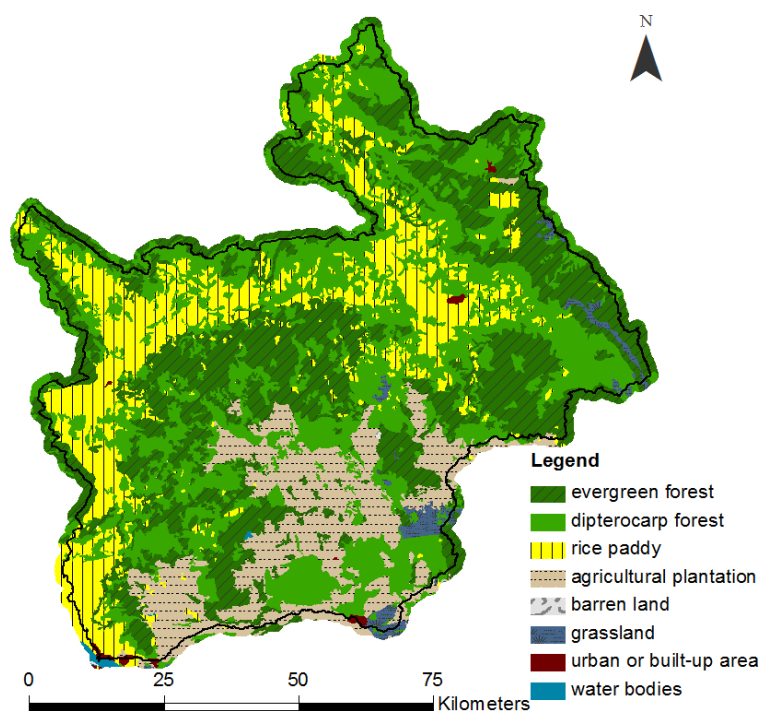 N
Legend
evergreen forest
dipterocarp forest
rice paddy
agricultural plantation
barren land
grassland
urban or built-up area
water bodies
0 25 50 75
Kilometers